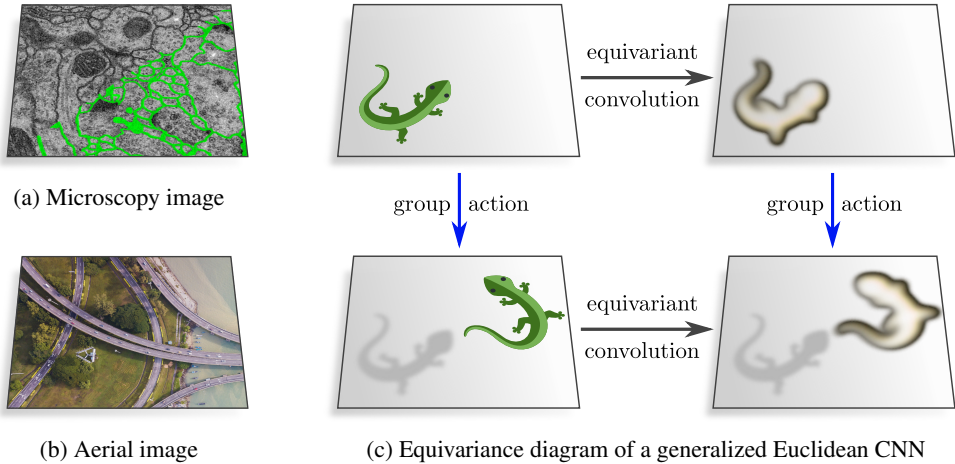 (a) Microscopy image
(b) Aerial image
equivariant
convolution
group action
group action
equivariant
convolution
(c) Equivariance diagram of a generalized Euclidean CNN